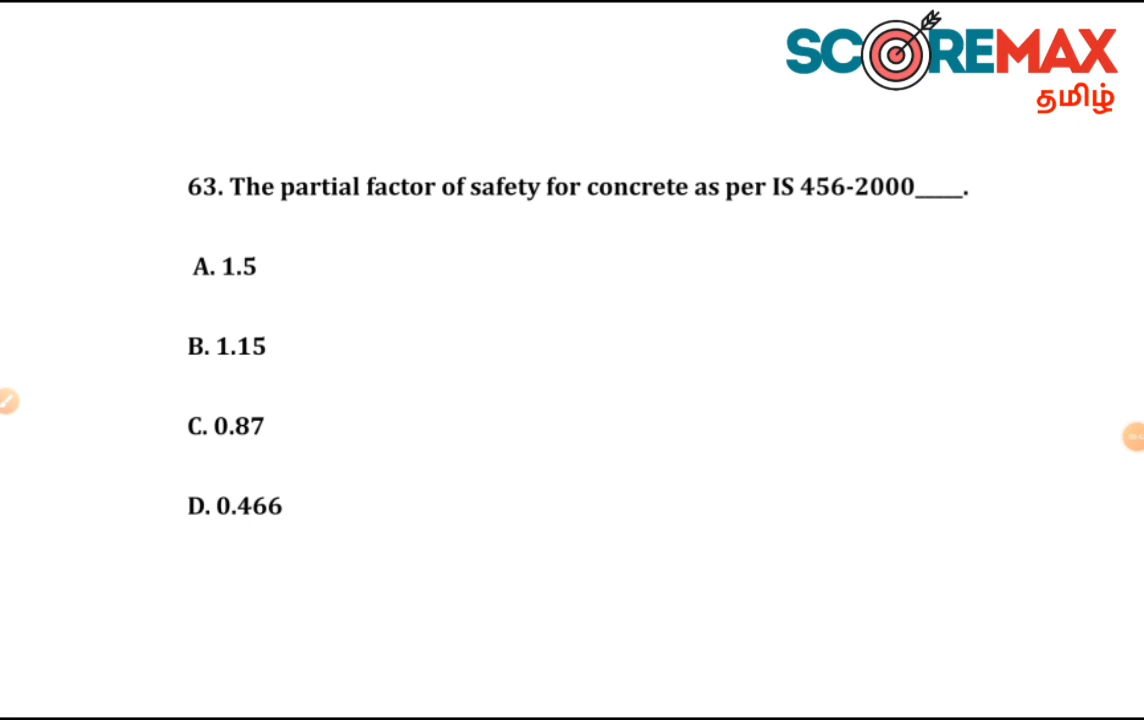 SCOREMAX
தமிழ்
63. The partial factor of safety for concrete as per IS 456-2000_____.
A. 1.5
B. 1.15
C. 0.87
D. 0.466